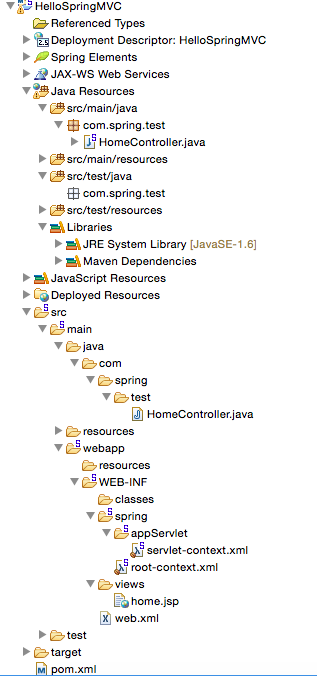 HelloSpringMVC
Referenced Types
Deployment Descriptor: HelloSpringMVC
Spring Elements
JAX-WS Web Services
Java Resources
src/main/java
com.spring.test
HomeController.java
src/main/resources
src/test/java
com.spring.test
src/test/resources
Libraries
JRE System Library [JavaSE-1.6]
Maven Dependencies
JavaScript Resources
Deployed Resources
src
main
java
com
spring
test
HomeController.java
resources
webapp
resources
WEB-INF
classes
spring
appServlet
servlet-context.xml
root-context.xml
views
home.jsp
web.xml
test
target
pom.xml